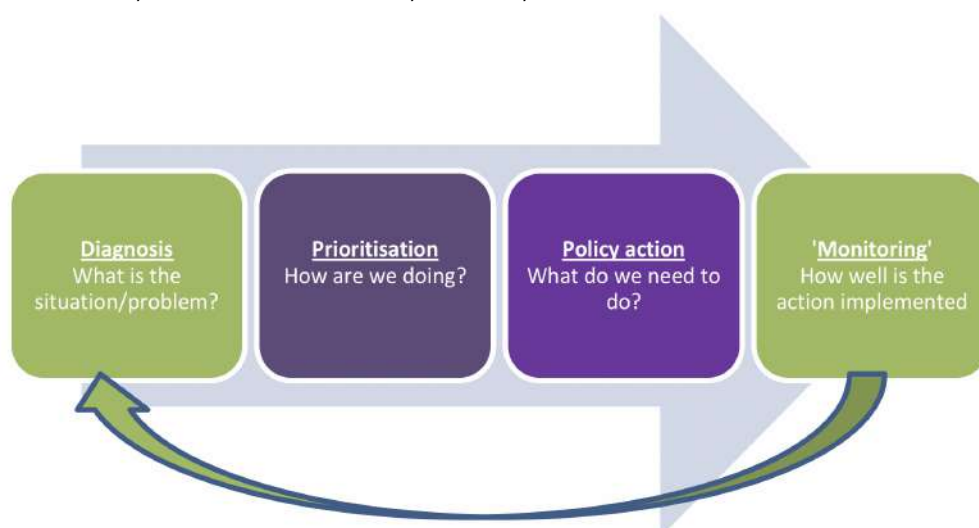 Diagnosis
What is the
situation/problem?
Prioritisation
How are we doing?
Policy action
What do we need to
do?
'Monitoring'
How well is the
action implemented